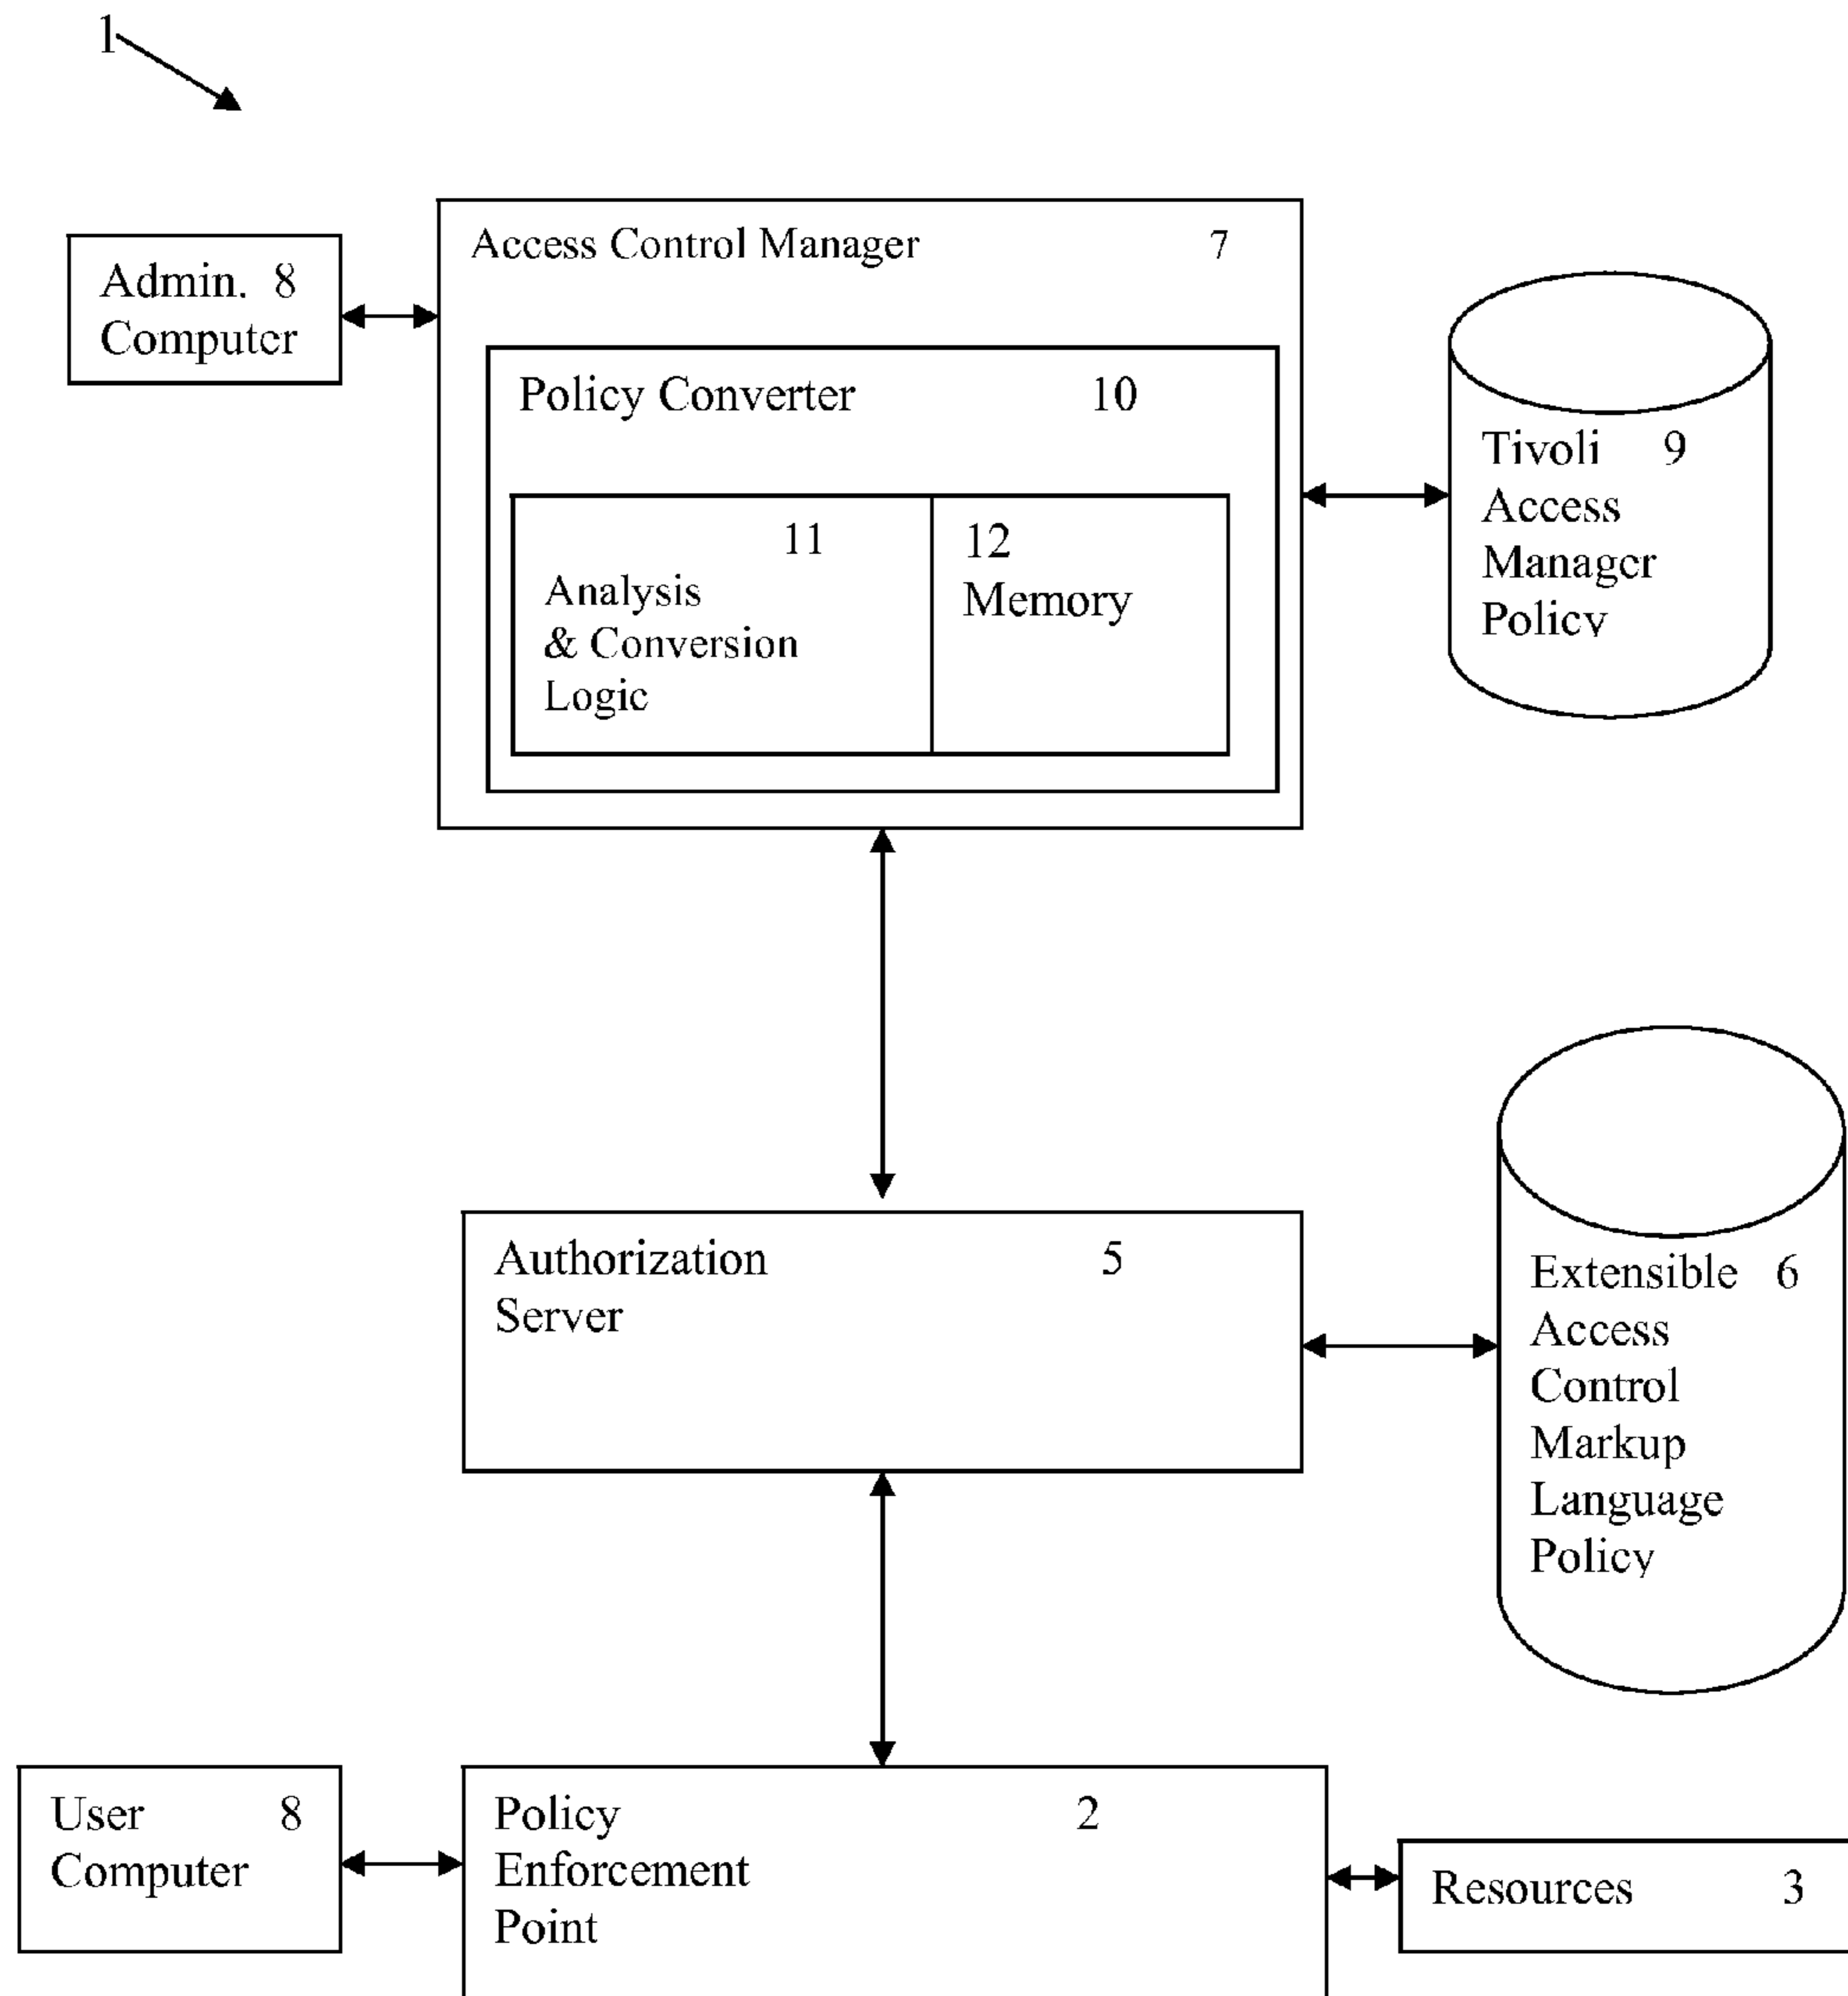 1
Access Control Manager 7
Admin. 8
Computer
Policy Converter 10
Tivoli 9
Access
Manager
Policy
11
Analysis
& Conversion
Logic
12
Memory
Authorization 5
Server
Extensible 6
Access
Control
Markup
Language
Policy
User 8
Computer
Policy 2
Enforcement
Point
Resources 3